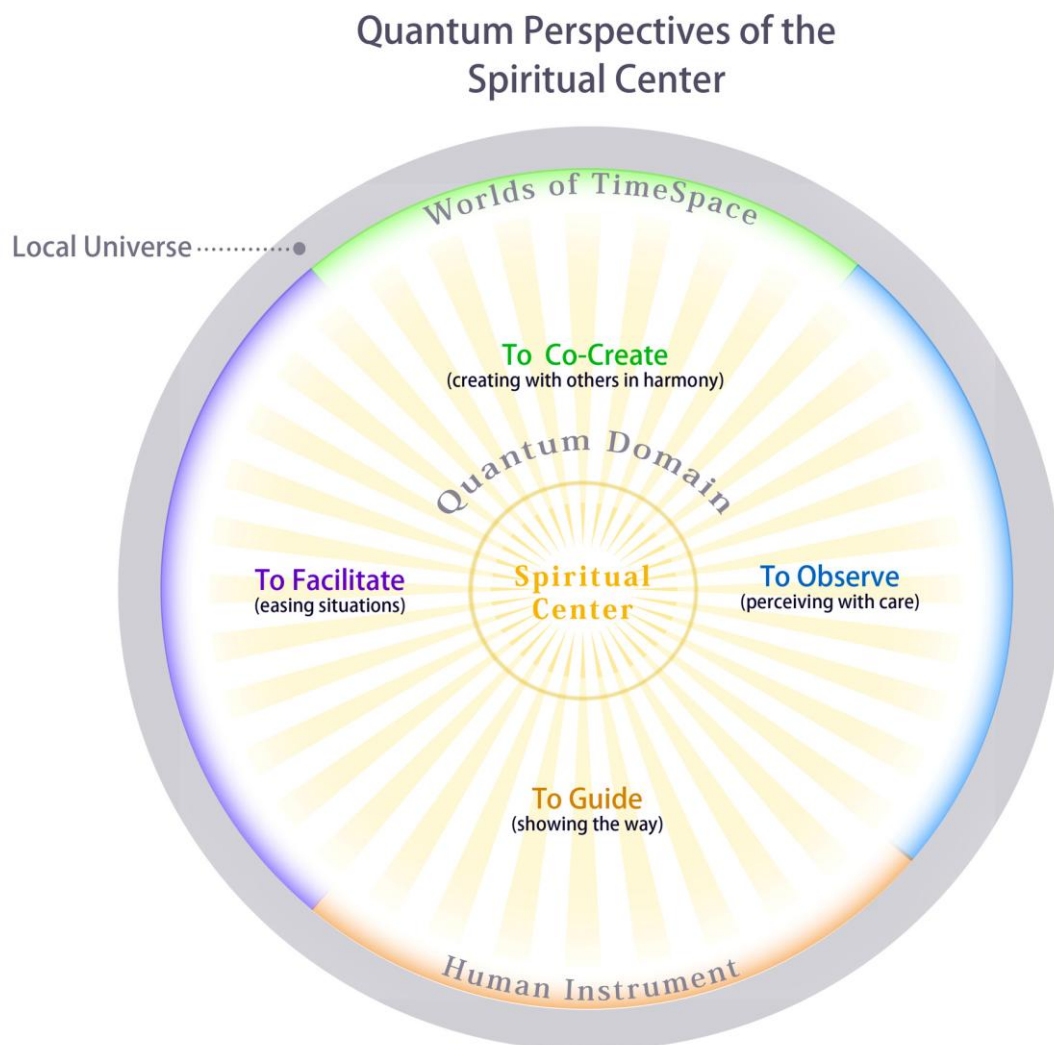 Quantum Perspectives of the
Spiritual Center
Worlds of TimeSpace
Local Universe
To Co-Create
(creating with others in harmony)
Quantum Domain
To Facilitate
(easing situations)
Spiritual
Center
To Observe
(perceiving with care)
To Guide
(showing the way)
Human Instrument